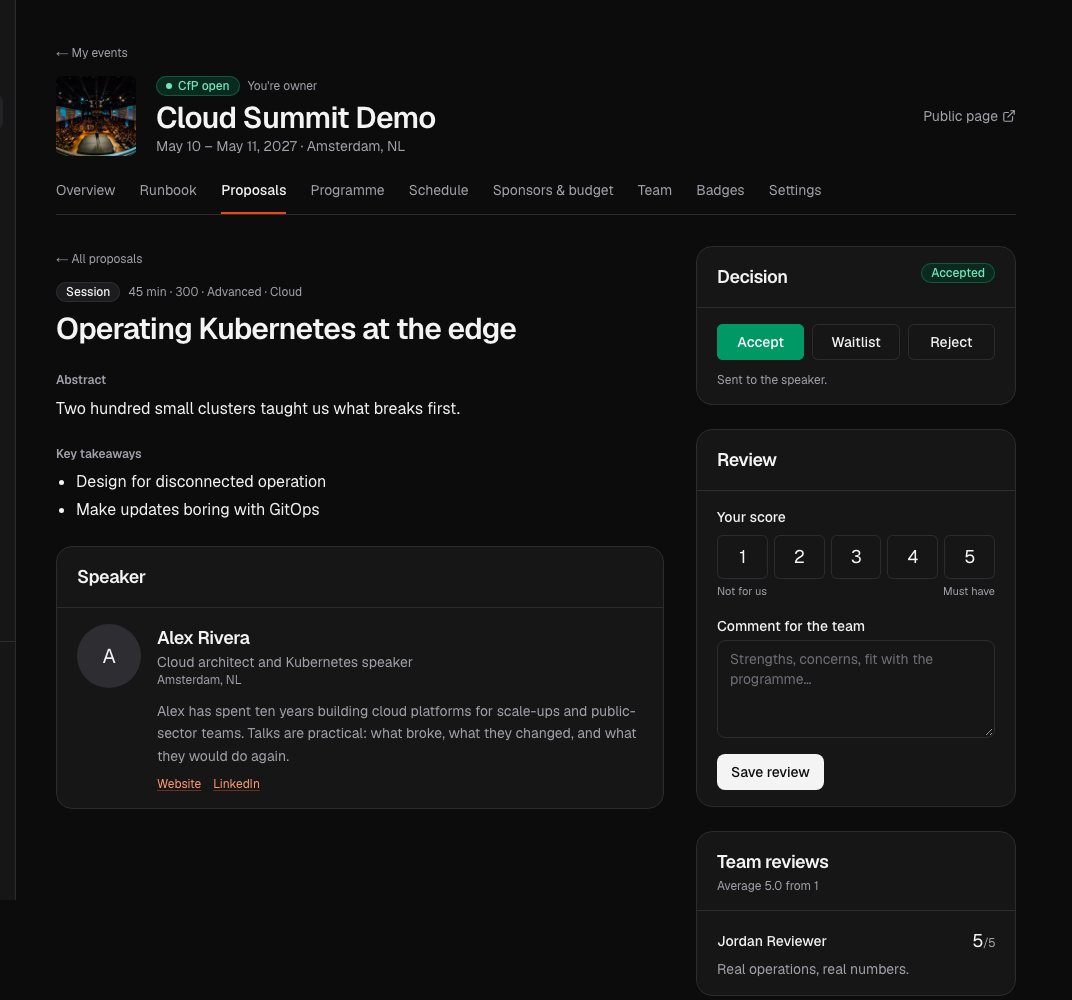 ← My events
CfP open You're owner
Cloud Summit Demo
May 10 – May 11, 2027 · Amsterdam, NL
Public page
Overview Runbook Proposals Programme Schedule Sponsors & budget Team Badges Settings
← All proposals
Session 45 min · 300 · Advanced · Cloud
Operating Kubernetes at the edge
Abstract
Two hundred small clusters taught us what breaks first.
Key takeaways
• Design for disconnected operation
• Make updates boring with GitOps
Speaker
A
Alex Rivera
Cloud architect and Kubernetes speaker
Amsterdam, NL
Alex has spent ten years building cloud platforms for scale-ups and public-
sector teams. Talks are practical: what broke, what they changed, and what
they would do again.
Website LinkedIn
Decision Accepted
Accept Waitlist Reject
Sent to the speaker.
Review
Your score
1 2 3 4 5
Not for us Must have
Comment for the team
Strengths, concerns, fit with the
programme…
Save review
Team reviews
Average 5.0 from 1
Jordan Reviewer 5/5
Real operations, real numbers.